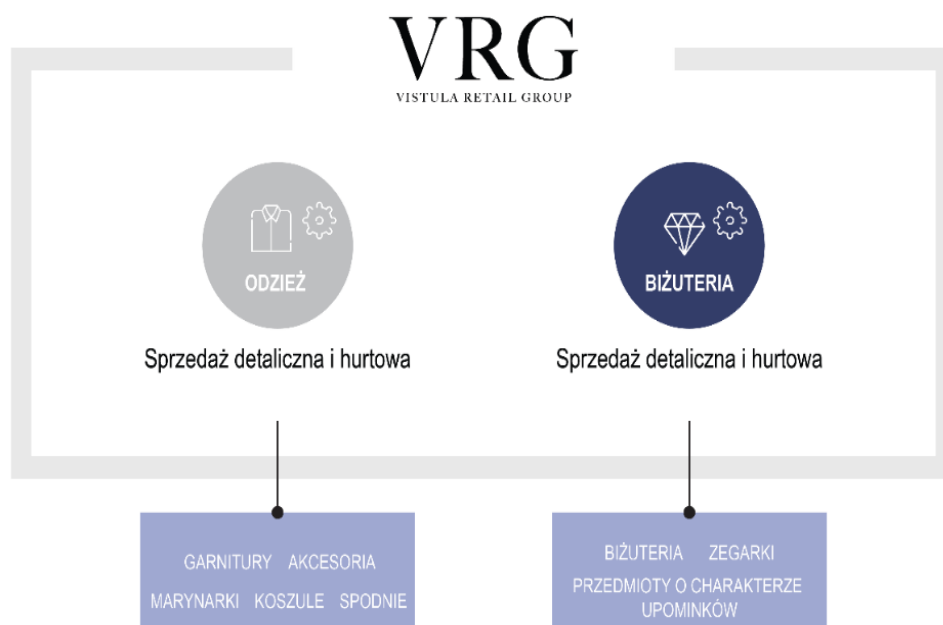 VRG
VISTULA RETAIL GROUP
ODZIEŻ
Sprzedaż detaliczna i hurtowa
GARNITURY AKCESORIA
MARYNARKI KOSZULE SPODNIE
BIŻUTERIA
Sprzedaż detaliczna i hurtowa
BIŻUTERIA ZEGARKI
PRZEDMIOTY O CHARAKTERZE
UPOMINKÓW